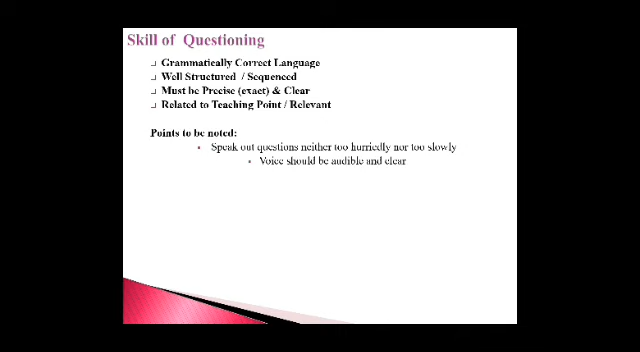 Skill of Questioning
❑ Grammatically Correct Language
❑ Well Structured / Sequenced
❑ Must be Precise (exact) & Clear
❑ Related to Teaching Point / Relevant
Points to be noted:
• Speak out questions neither too hurriedly nor too slowly
• Voice should be audible and clear